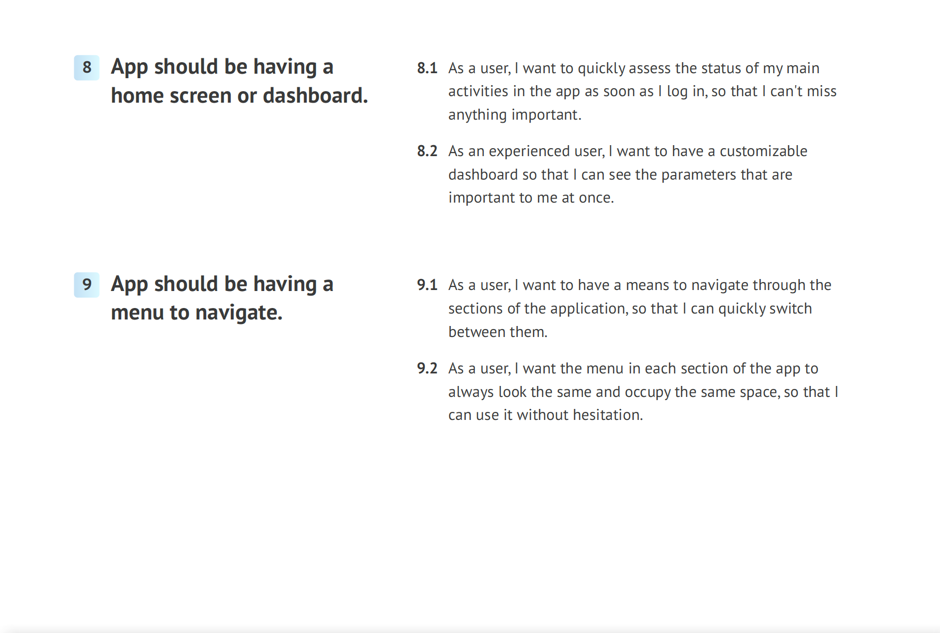 8 App should be having a
home screen or dashboard.
8.1 As a user, I want to quickly assess the status of my main
activities in the app as soon as I log in, so that I can't miss
anything important.
8.2 As an experienced user, I want to have a customizable
dashboard so that I can see the parameters that are
important to me at once.
9 App should be having a
menu to navigate.
9.1 As a user, I want to have a means to navigate through the
sections of the application, so that I can quickly switch
between them.
9.2 As a user, I want the menu in each section of the app to
always look the same and occupy the same space, so that I
can use it without hesitation.